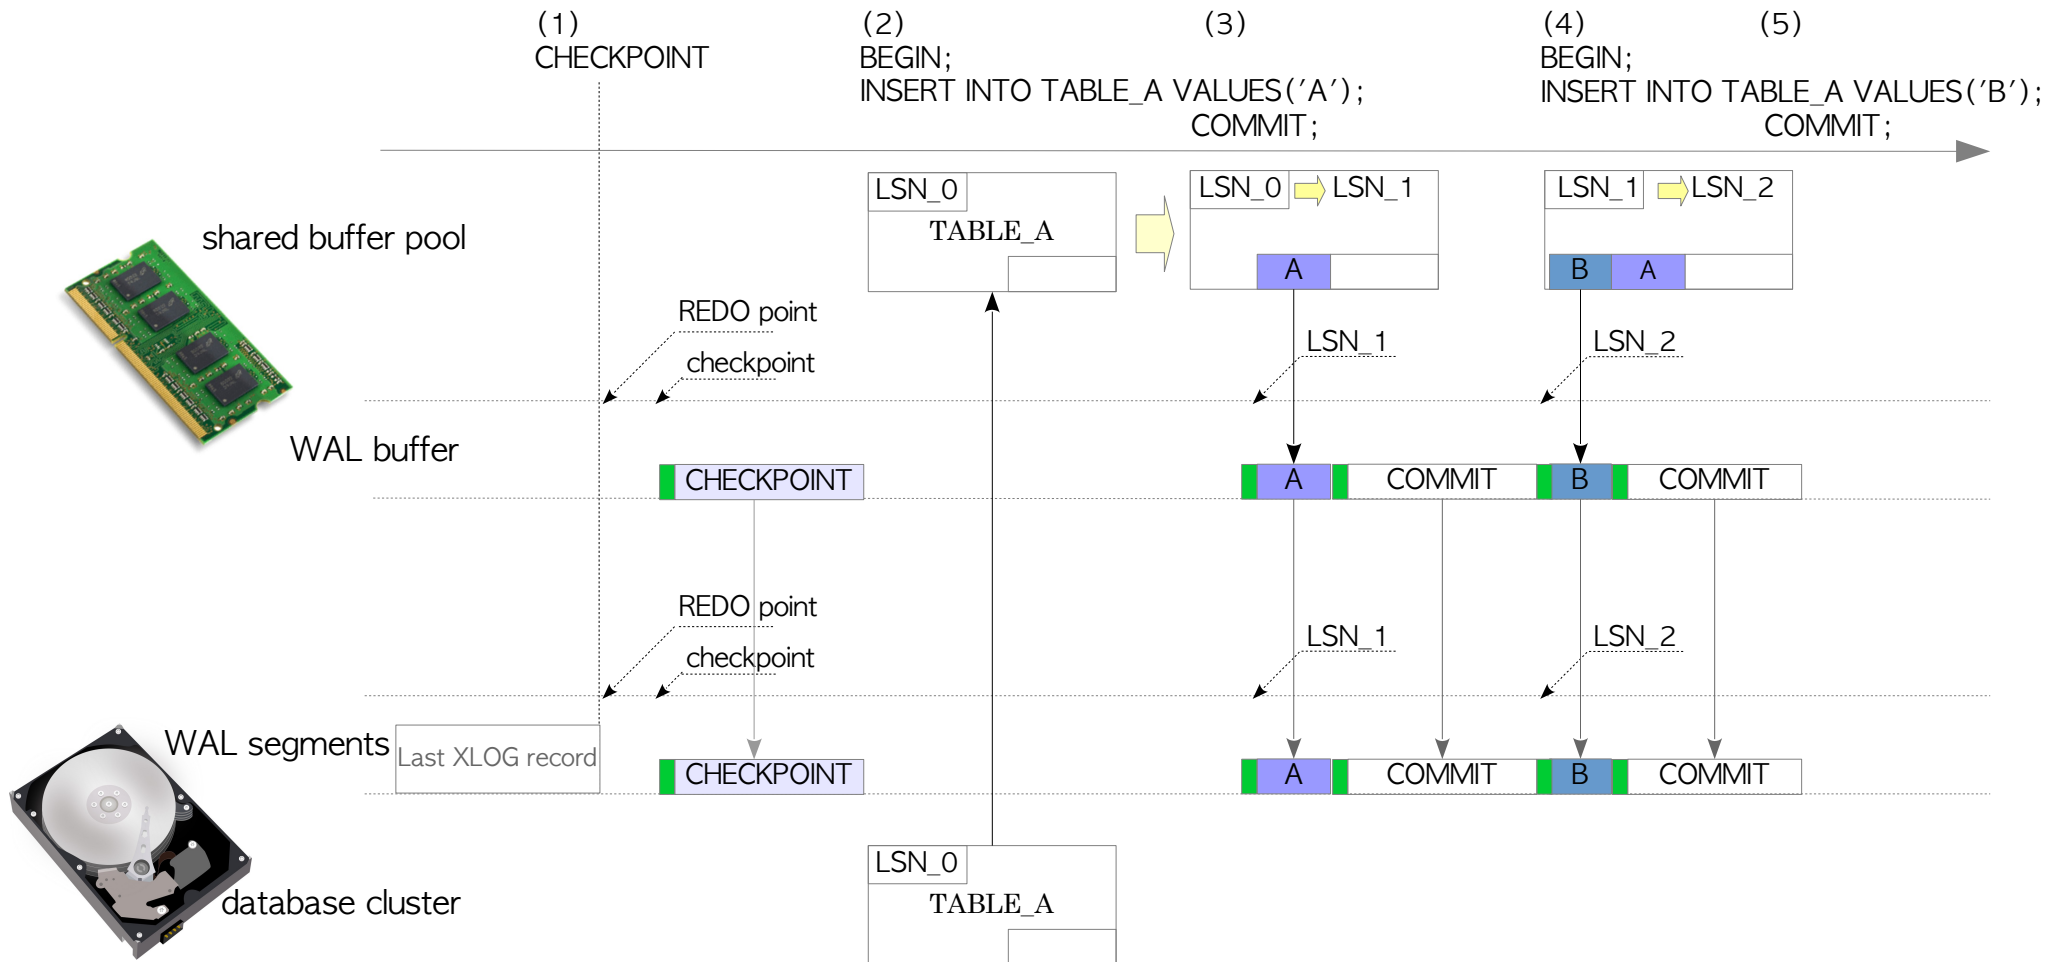 (1)
CHECKPOINT
(2)
BEGIN;
INSERT INTO TABLE_A VALUES('A');
(3)
COMMIT;
(4)
BEGIN;
INSERT INTO TABLE_A VALUES('B');
(5)
COMMIT;
LSN_0
TABLE_A
LSN_0 LSN_1
A
LSN_1 LSN_2
B A
shared buffer pool
REDO point
checkpoint
LSN_1
LSN_2
WAL buffer
CHECKPOINT
A COMMIT B COMMIT
REDO point
checkpoint
LSN_1
LSN_2
WAL segments
Last XLOG record
CHECKPOINT
A COMMIT B COMMIT
LSN_0
TABLE_A
database cluster